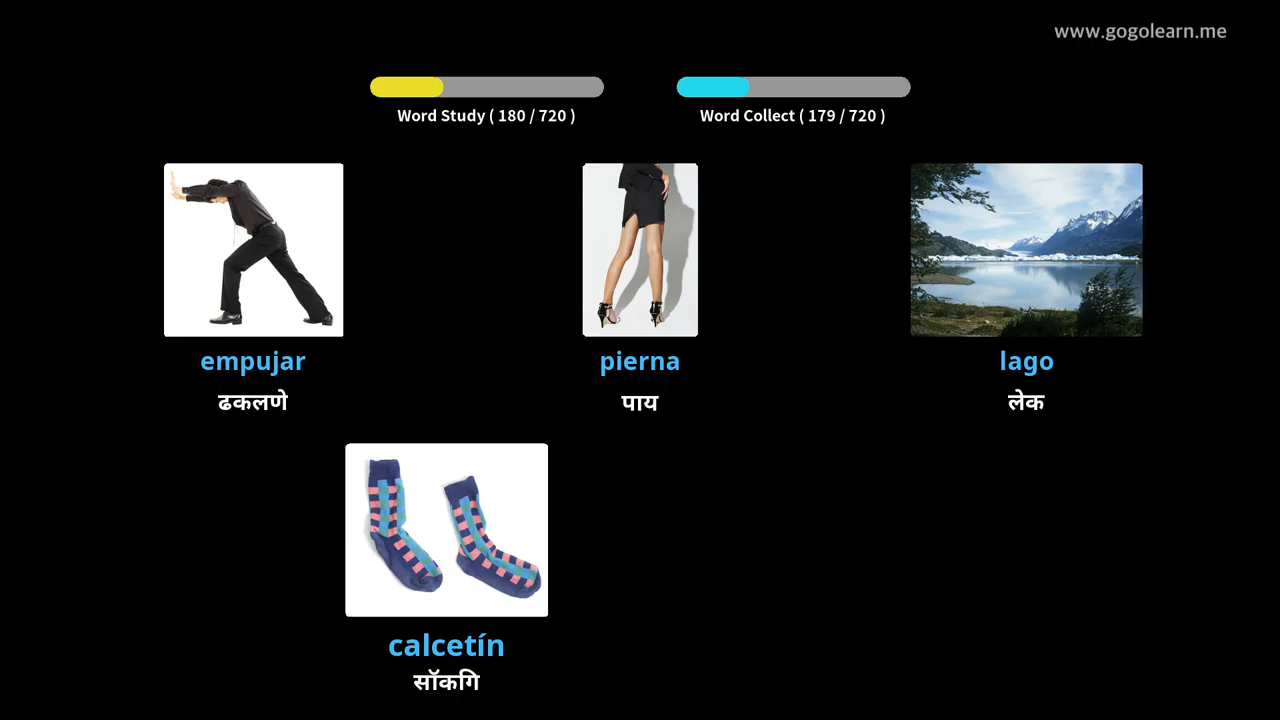 www.gogolearn.me
Word Study ( 180 / 720 )
Word Collect ( 179 / 720 )
empujar
ढकलणे
pierna
पाय
lago
लेक
calcetín
सॉकगि